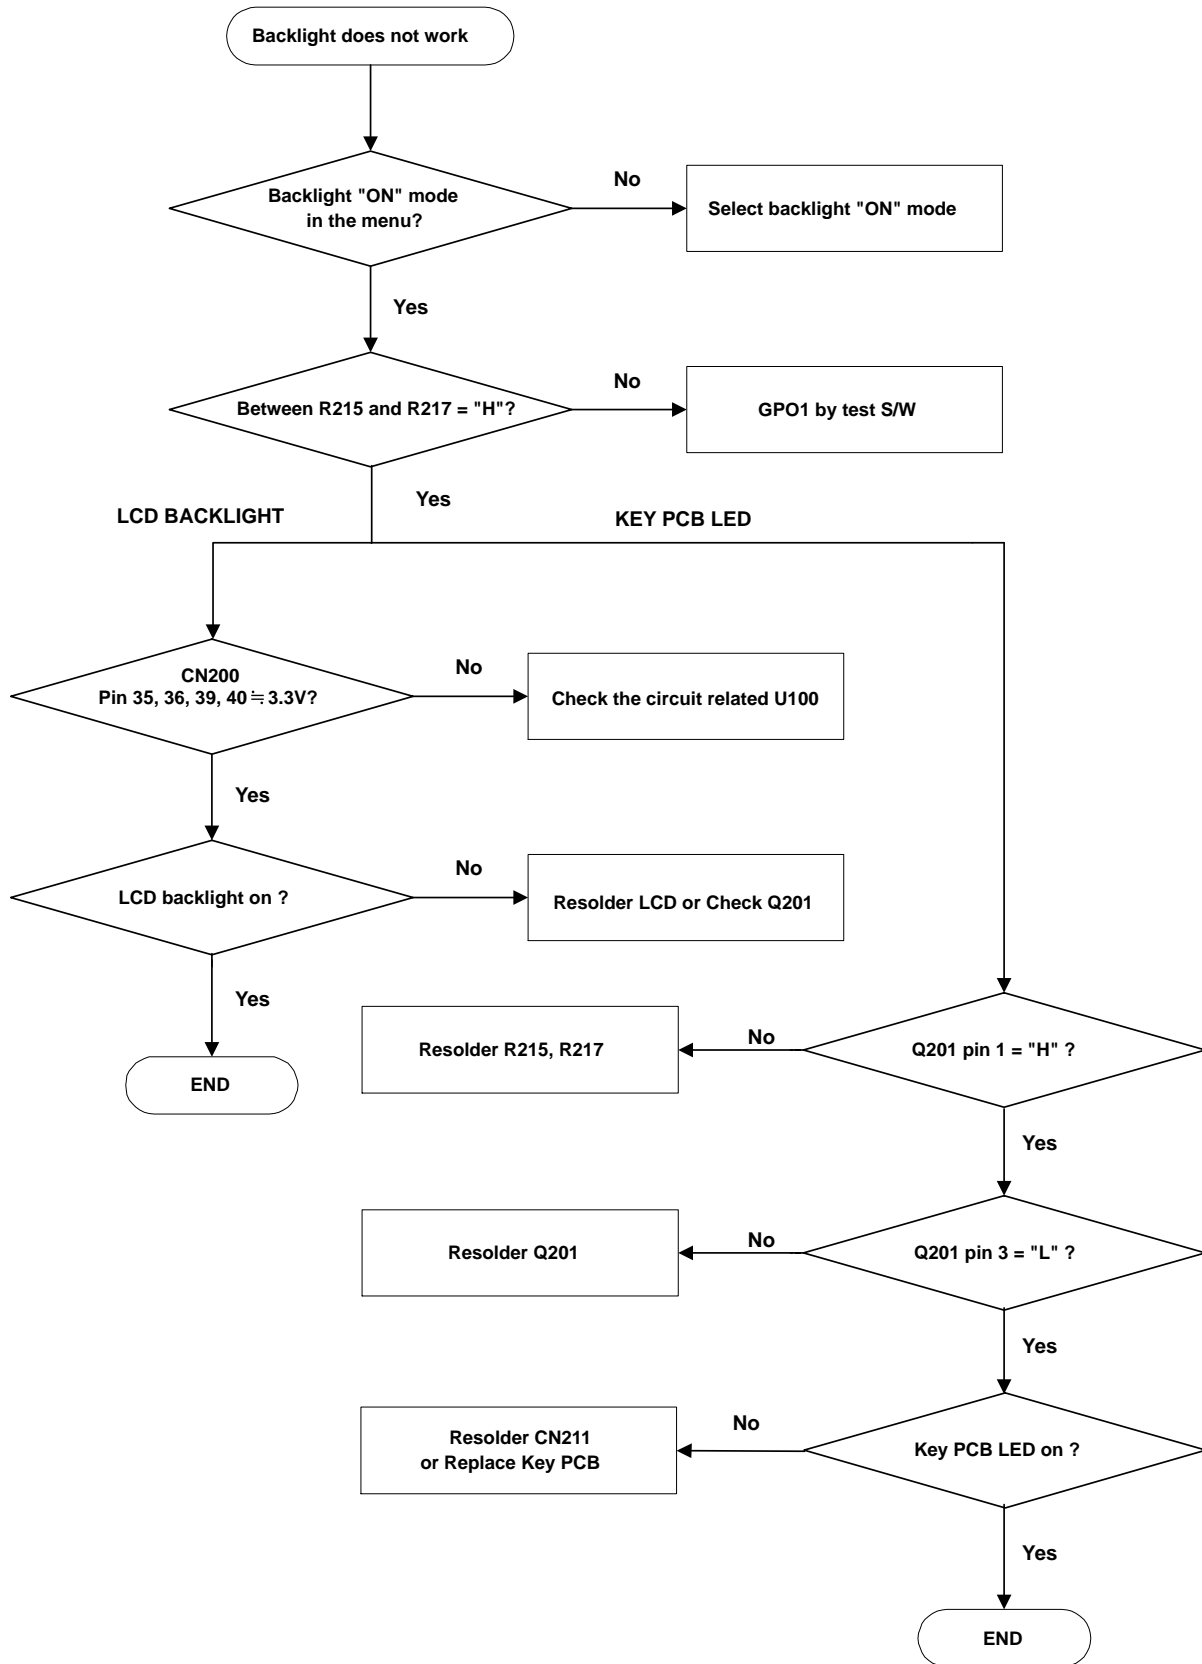 Backlight does not work
Backlight "ON" mode
in the menu?
No
Select backlight "ON" mode
Yes
Between R215 and R217 = "H"?
No
GPO1 by test S/W
Yes
LCD BACKLIGHT
KEY PCB LED
CN200
Pin 35, 36, 39, 40≒3.3V?
No
Check the circuit related U100
Yes
LCD backlight on ?
No
Resolder LCD or Check Q201
Yes
END
Q201 pin 1 = "H" ?
No
Resolder R215, R217
Yes
Q201 pin 3 = "L" ?
No
Resolder Q201
Yes
Key PCB LED on ?
No
Resolder CN211
or Replace Key PCB
Yes
END